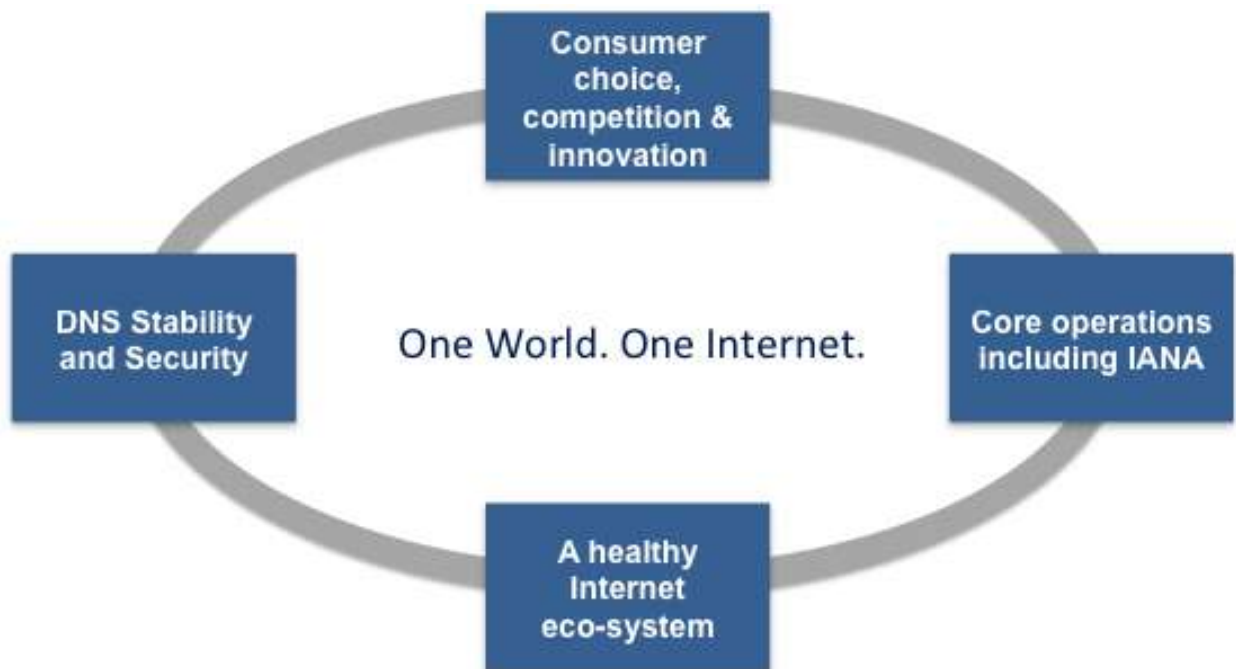 Consumer
choice,
competition &
innovation
DNS Stability
and Security
One World. One Internet.
Core operations
including IANA
A healthy
Internet
eco-system